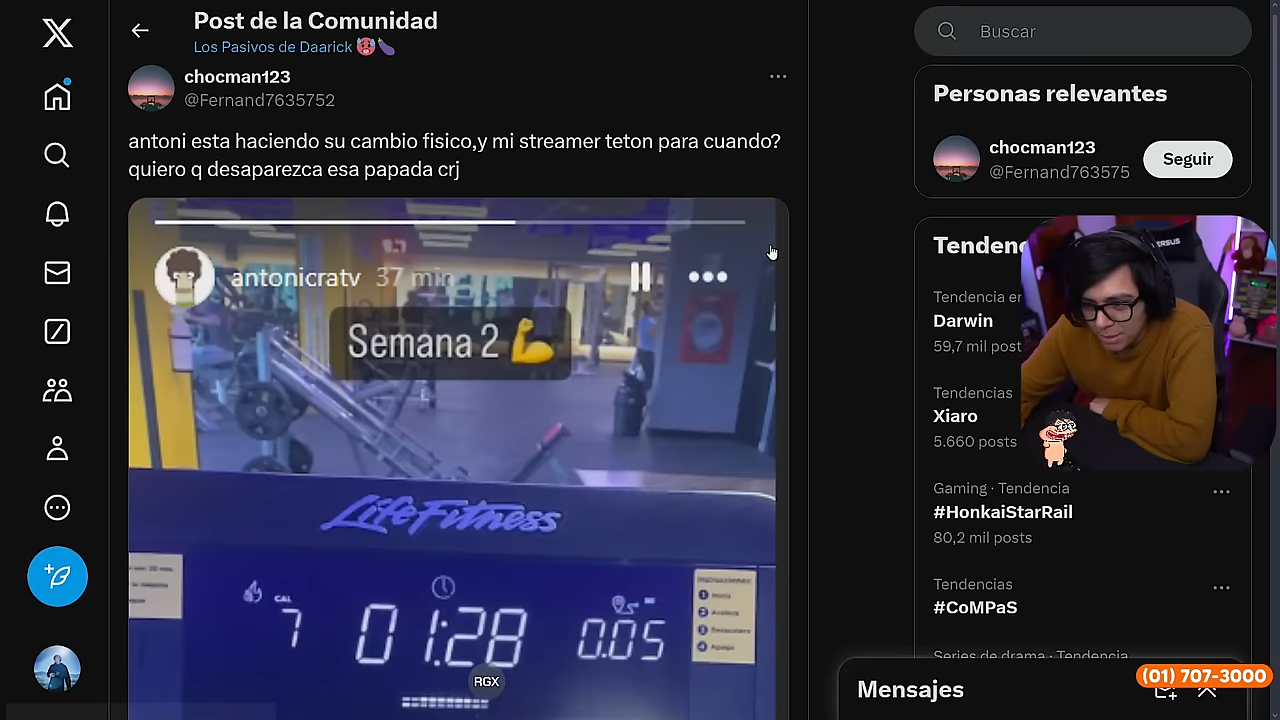 Post de la Comunidad
Los Pasivos de Daarick
chocman123
@Fernand7635752
antoni esta haciendo su cambio fisico,y mi streamer teton para cuando?
quiero q desaparezca esa papada crj
antonicratv 37 min
Semana 2
LifeFitness
CAL
7
01:28
0.05
RGX
Buscar
Personas relevantes
chocman123
@Fernand763575
Seguir
Tendenc
Tendencia en
Darwin
59,7 mil post
Tendencias
Xiaro
5.660 posts
Gaming · Tendencia
#HonkaiStarRail
80,2 mil posts
Tendencias
#CoMPaS
Series de drama · Tendencia
Mensajes
(01) 707-3000